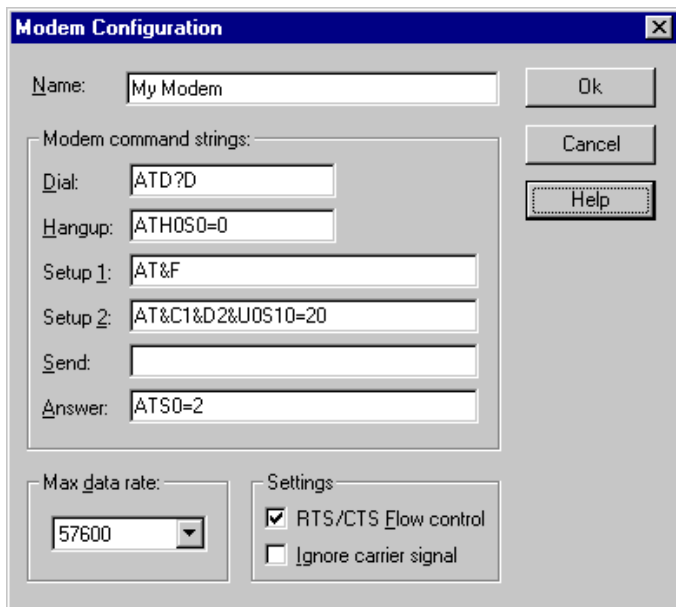 Modem Configuration
Name: My Modem
Ok
Modem command strings:
Cancel
Dial: ATD?D
Help
Hangup: ATH0S0=0
Setup 1: AT&F
Setup 2: AT&C1&D2&U0S10=20
Send:
Answer: ATS0=2
Max data rate:
57600
Settings
RTS/CTS Flow control
Ignore carrier signal